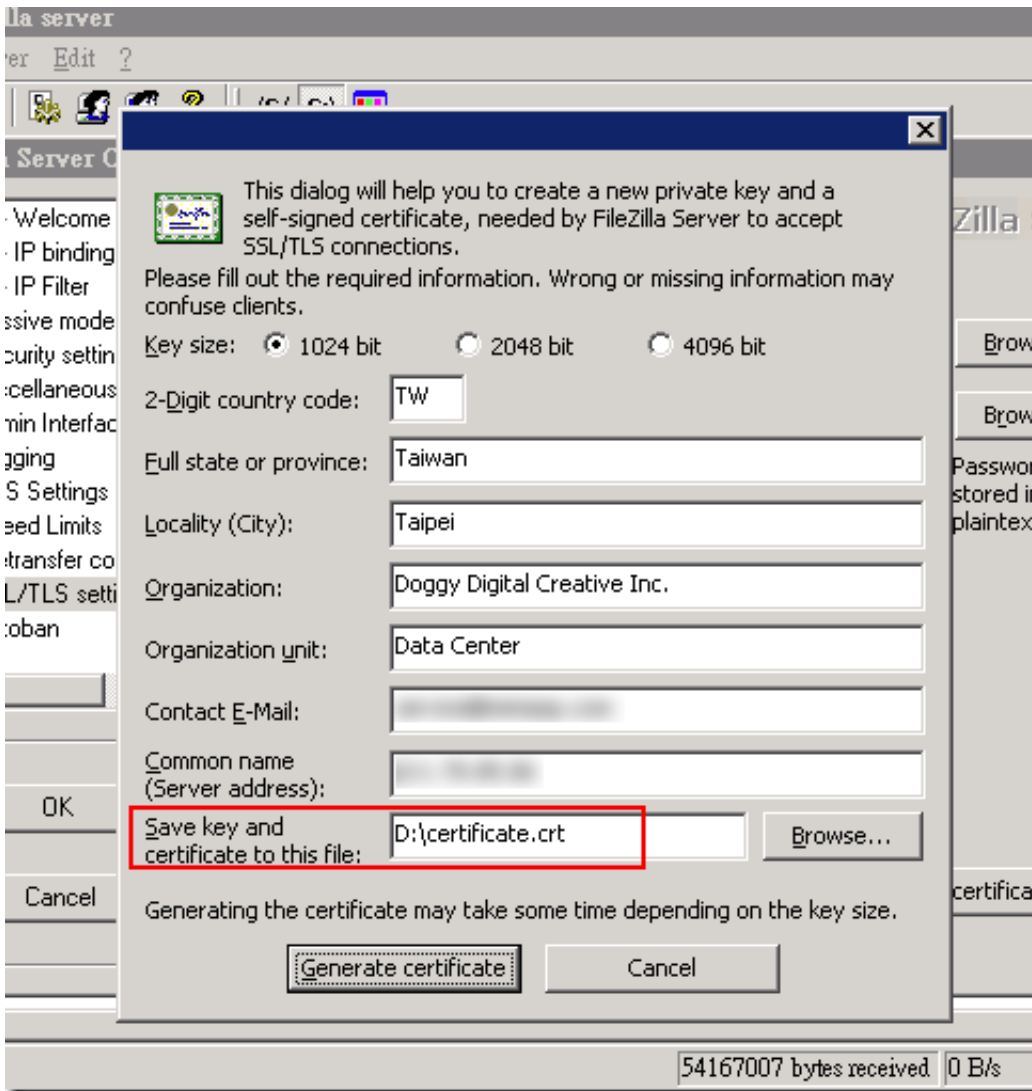 lla server
er Edit ?
Server
This dialog will help you to create a new private key and a
self-signed certificate, needed by FileZilla Server to accept
SSL/TLS connections.
Please fill out the required information. Wrong or missing information may
confuse clients.
Key size: 1024 bit 2048 bit 4096 bit
2-Digit country code: TW
Full state or province: Taiwan
Locality (City): Taipei
Organization: Doggy Digital Creative Inc.
Organization unit: Data Center
Contact E-Mail:
Common name
(Server address):
Save key and
certificate to this file: D:\certificate.crt Browse...
Generating the certificate may take some time depending on the key size.
Generate certificate Cancel
Welcome
IP binding
IP Filter
ssive mode
curity settin
cellaneous
min Interfac
gging
S Settings
eed Limits
etransfer co
L/TLS setti
toban
OK
Cancel
Zilla
Brow
Brow
Passwo
stored i
plaintex
certifica
54167007 bytes received 0 B/s